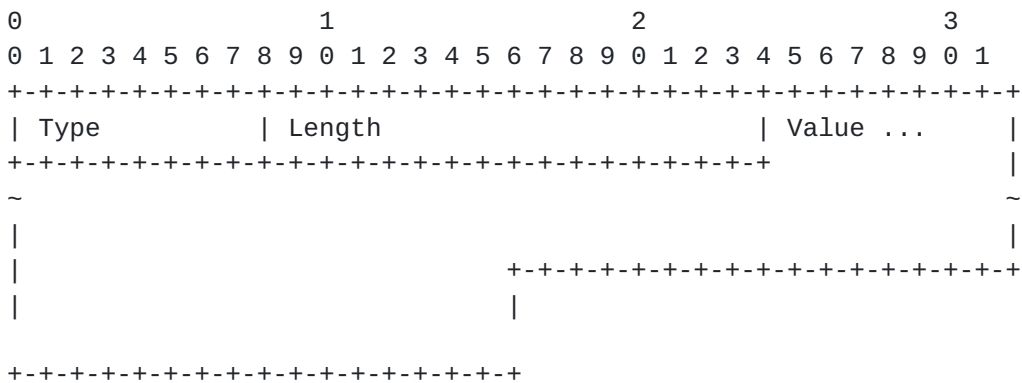 0                   1                   2                   3
0 1 2 3 4 5 6 7 8 9 0 1 2 3 4 5 6 7 8 9 0 1 2 3 4 5 6 7 8 9 0 1
+-+-+-+-+-+-+-+-+-+-+-+-+-+-+-+-+-+-+-+-+-+-+-+-+-+-+-+-+-+-+-+-+
| Type          | Length                        | Value ...     |
+-+-+-+-+-+-+-+-+-+-+-+-+-+-+-+-+-+-+-+-+-+-+-+-+               |
~                                                               ~
|                                                               |
|                               +-+-+-+-+-+-+-+-+-+-+-+-+-+-+-+-+
|                               |
+-+-+-+-+-+-+-+-+-+-+-+-+-+-+-+-+